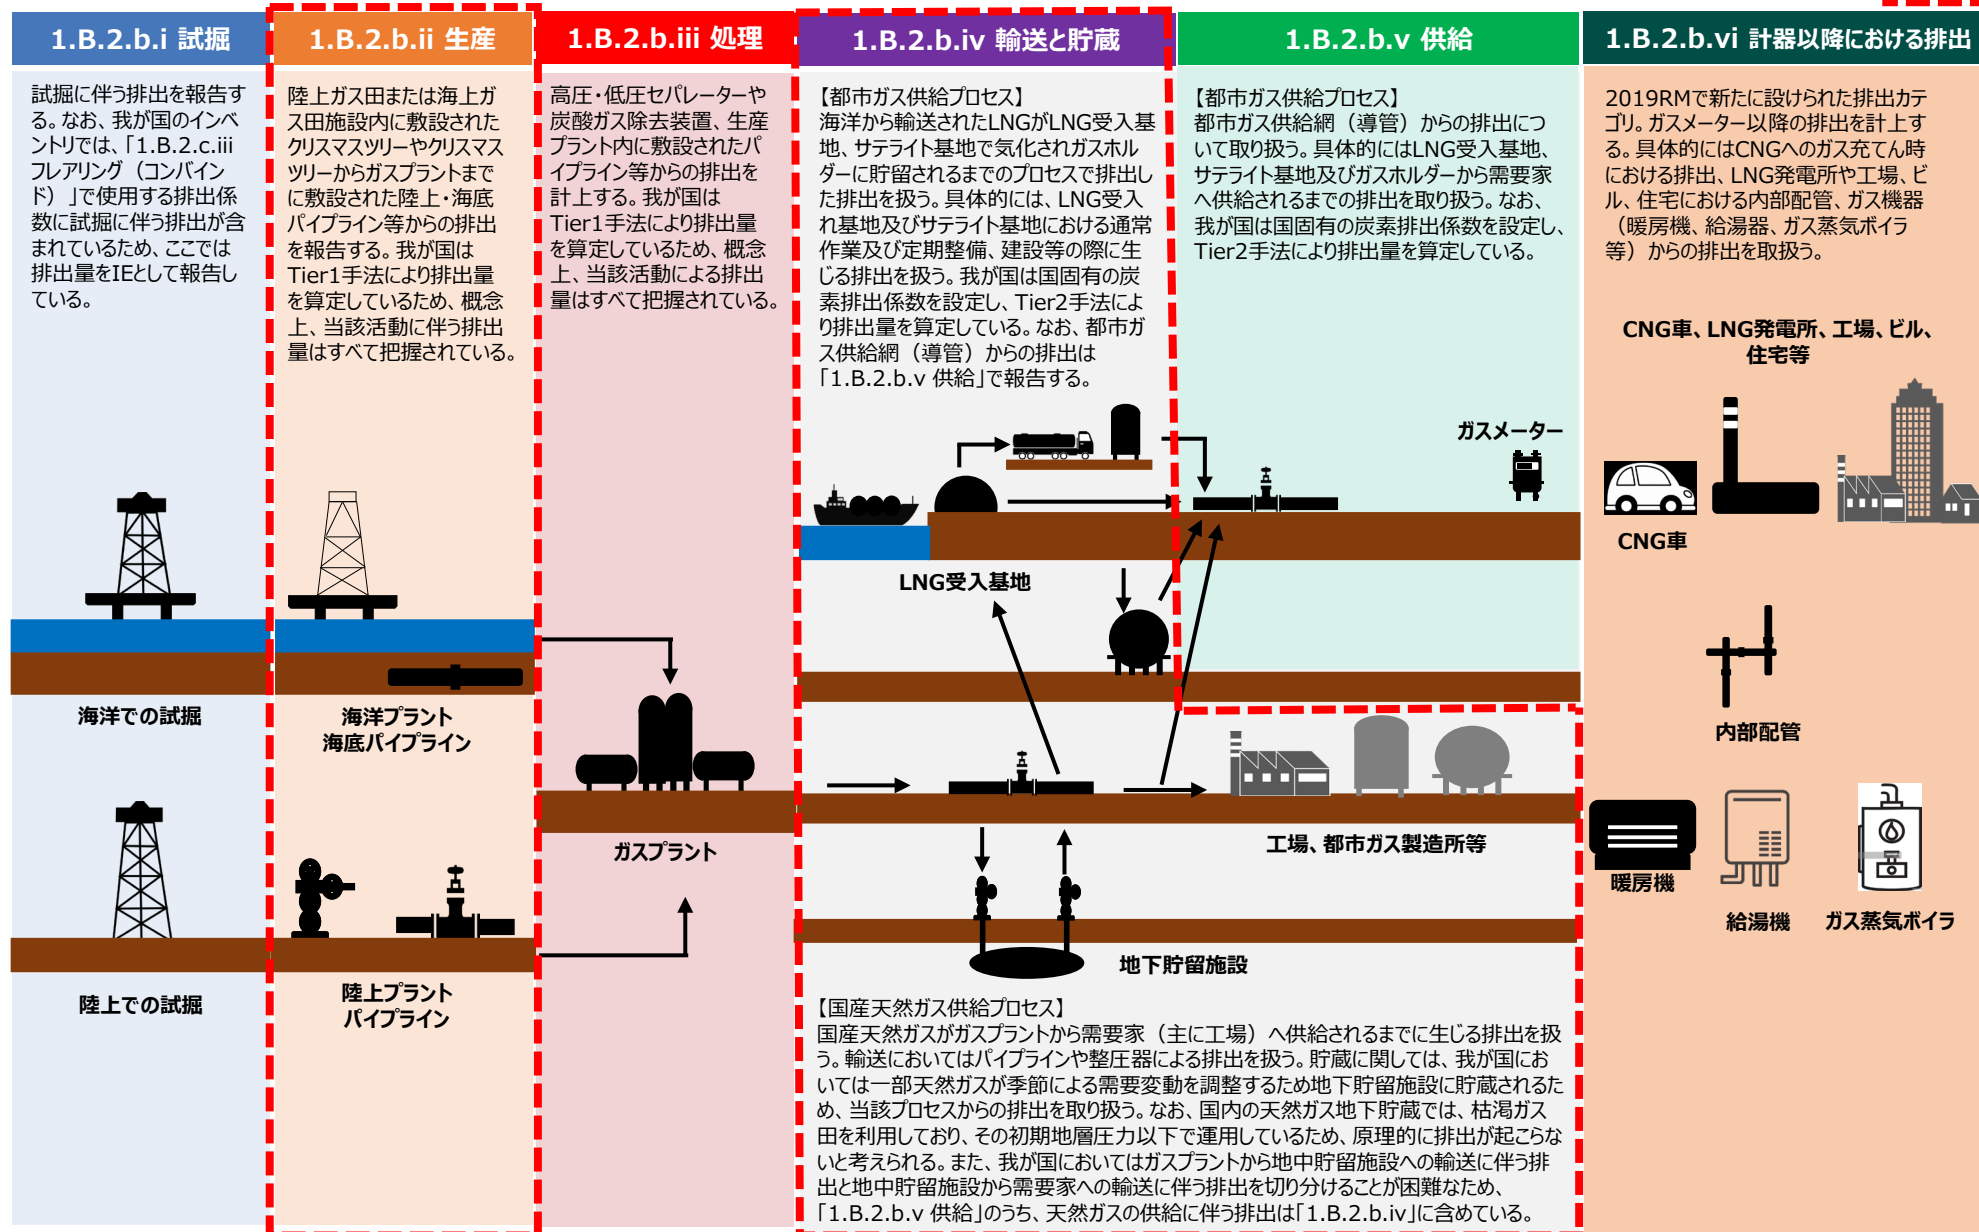 1.B.2.b.i 試掘
試掘に伴う排出を報告す
る。なお、我が国のインベ
ントリでは、「1.B.2.c.iii
フレアリング（コンバイン
ド）」で使用する排出係
数に試掘に伴う排出が含
まれているため、ここでは
排出量をIEとして報告し
ている。
海洋での試掘
陸上での試掘
1.B.2.b.ii 生産
陸上ガス田または海上ガ
ス田施設内に敷設された
クリスマスツリーやクリスマス
ツリーからガスプラントまで
に敷設された陸上・海底
パイプライン等からの排出
を報告する。我が国は
Tier1手法により排出量
を算定しているため、概念
上、当該活動に伴う排出
量はすべて把握されている。
海洋プラント
海底パイプライン
陸上プラント
パイプライン
1.B.2.b.iii 処理
高圧・低圧セパレーターや
炭酸ガス除去装置、生産
プラント内に敷設されたパ
イプライン等からの排出を
計上する。我が国は
Tier1手法により排出量
を算定しているため、概念
上、当該活動による排出
量はすべて把握されている。
ガスプラント
1.B.2.b.iv 輸送と貯蔵
【都市ガス供給プロセス】
海洋から輸送されたLNGがLNG受入基
地、サテライト基地で気化されガスホル
ダーに貯留されるまでのプロセスで排出し
た排出を扱う。具体的には、LNG受入
れ基地及びサテライト基地における通常
作業及び定期整備、建設等の際に生
じる排出を扱う。我が国は国固有の炭
素排出係数を設定し、Tier2手法によ
り排出量を算定している。なお、都市ガ
ス供給網（導管）からの排出は
「1.B.2.b.v 供給」で報告する。
LNG受入基地
1.B.2.b.v 供給
【都市ガス供給プロセス】
都市ガス供給網（導管）からの排出につ
いて取り扱う。具体的にはLNG受入基地、
サテライト基地及びガスホルダーから需要家
へ供給されるまでの排出を取り扱う。なお、
我が国は国固有の炭素排出係数を設定し、
Tier2手法により排出量を算定している。
ガスメーター
工場、都市ガス製造所等
地下貯留施設
【国産天然ガス供給プロセス】
国産天然ガスがガスプラントから需要家（主に工場）へ供給されるまでに生じる排出を扱
う。輸送においてはパイプラインや整圧器による排出を扱う。貯蔵に関しては、我が国にお
いては一部天然ガスが季節による需要変動を調整するため地下貯留施設に貯蔵されるた
め、当該プロセスからの排出を取り扱う。なお、国内の天然ガス地下貯蔵では、枯渇ガス
田を利用しており、その初期地層圧力以下で運用しているため、原理的に排出が起こらな
いと考えられる。また、我が国においてはガスプラントから地中貯留施設への輸送に伴う排
出と地中貯留施設から需要家への輸送に伴う排出を切り分けることが困難なため、
「1.B.2.b.v 供給」のうち、天然ガスの供給に伴う排出は「1.B.2.b.iv」に含めている。
1.B.2.b.vi 計器以降における排出
2019RMで新たに設けられた排出カテ
ゴリ。ガスメーター以降の排出を計上す
る。具体的にはCNGへのガス充てん時
における排出、LNG発電所や工場、ビ
ル、住宅における内部配管、ガス機器
（暖房機、給湯器、ガス蒸気ボイラ
等）からの排出を取扱う。
CNG車、LNG発電所、工場、ビル、
住宅等
CNG車
内部配管
暖房機
給湯機
ガス蒸気ボイラ